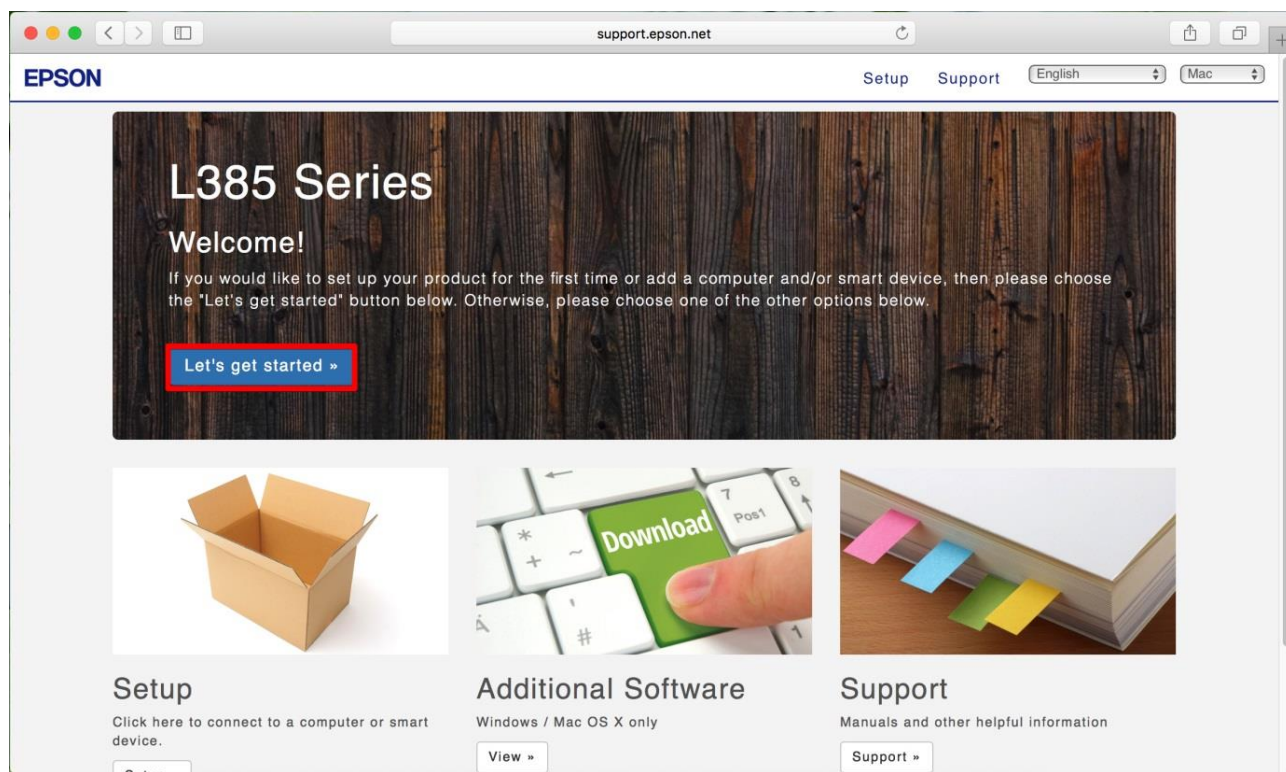 support.epson.net
EPSON
Setup
Support
English
Mac
L385 Series
Welcome!
If you would like to set up your product for the first time or add a computer and/or smart device, then please choose
the "Let's get started" button below. Otherwise, please choose one of the other options below.
Let's get started »
* + ~ Download 7 Pos1 8
' # 1
Setup
Click here to connect to a computer or smart
device.
Additional Software
Windows / Mac OS X only
View »
Support
Manuals and other helpful information
Support »